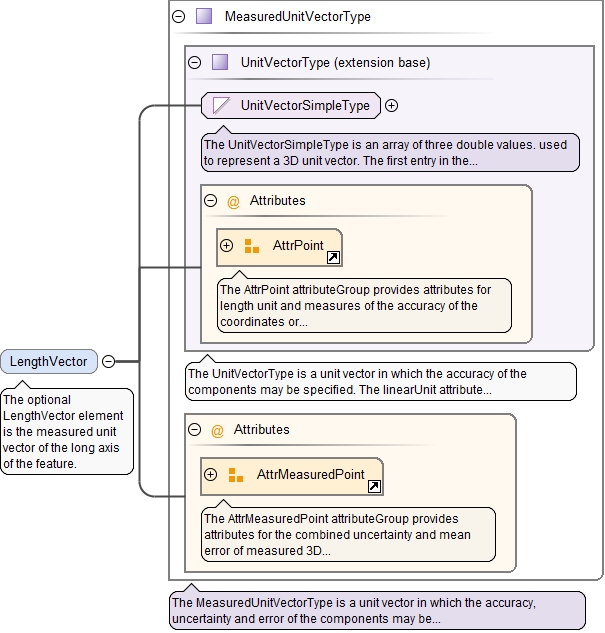 MeasuredUnitVectorType
UnitVectorType (extension base)
UnitVectorSimpleType
The UnitVectorSimpleType is an array of three double values. used
to represent a 3D unit vector. The first entry in the...
@ Attributes
AttrPoint
The AttrPoint attributeGroup provides attributes for
length unit and measures of the accuracy of the
coordinates or...
LengthVector
The optional
LengthVector element
is the measured unit
vector of the long axis
of the feature.
The UnitVectorType is a unit vector in which the accuracy of the
components may be specified. The linearUnit attribute...
@ Attributes
AttrMeasuredPoint
The AttrMeasuredPoint attributeGroup provides
attributes for the combined uncertainty and mean
error of measured 3D...
The MeasuredUnitVectorType is a unit vector in which the accuracy,
uncertainty and error of the components may be...